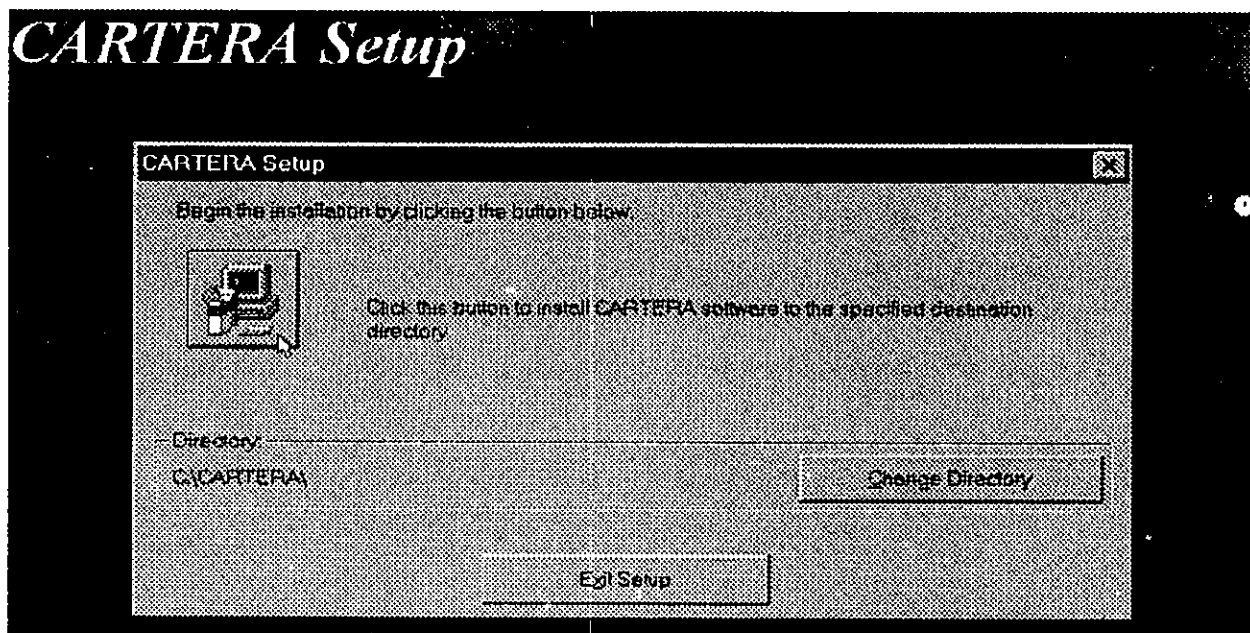 CARTERA Setup
CARTERA Setup
Begin the installation by clicking the button below.
Click this button to install CARTERA software to the specified destination
directory
Directory:
C:\CARTERA\
Change Directory
Exit Setup